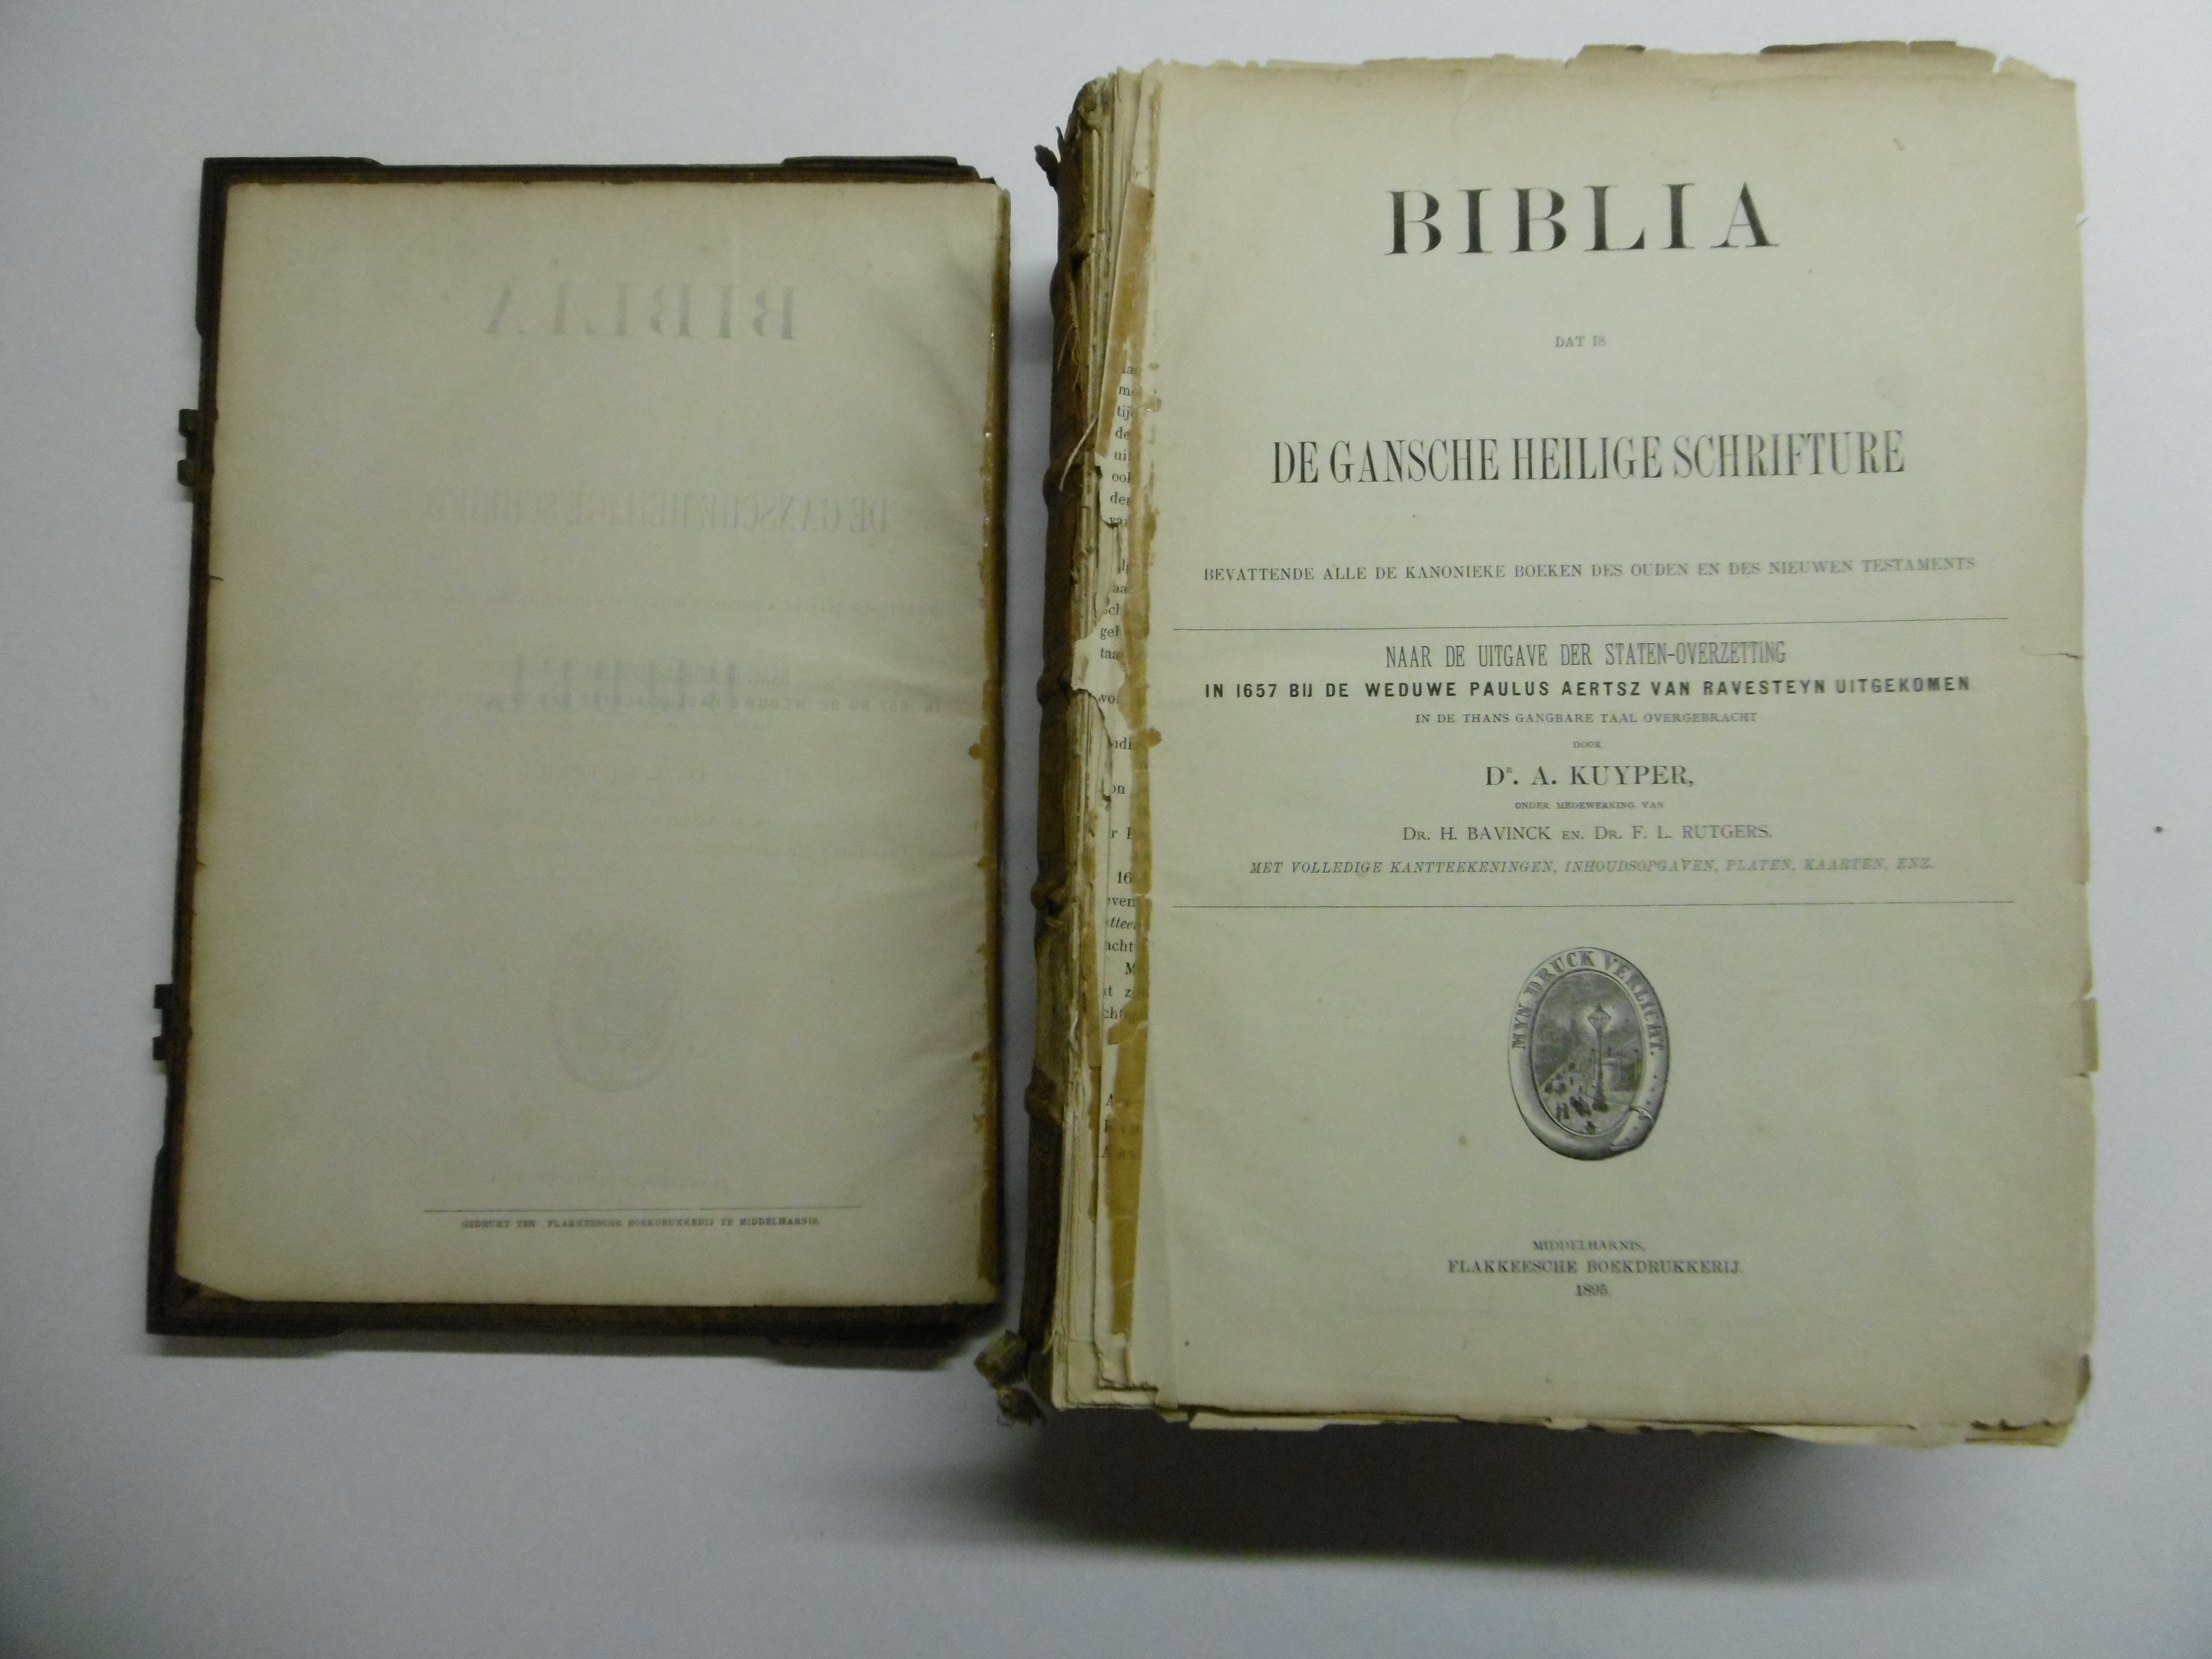 GEDRUKT TER FLAKKEESCHE BOEKDRUKKERIJ TE MIDDELHARNIS.
BIBLIA
DAT IS
DE GANSCHE HEILIGE SCHRIFTURE
BEVATTENDE ALLE DE KANONIEKE BOEKEN DES OUDEN EN DES NIEUWEN TESTAMENTS
NAAR DE UITGAVE DER STATEN-OVERZETTING
IN 1657 BIJ DE WEDUWE PAULUS AERTSZ VAN RAVESTEYN UITGEKOMEN
IN DE THANS GANGBARE TAAL OVERGEBRACHT
DOOR
DR. A. KUYPER,
ONDER MEDEWERKING VAN
DR. H. BAVINCK EN. DR. F. L. RUTGERS.
MET VOLLEDIGE KANTTEEKENINGEN, INHOUDSOPGAVEN, PLATEN, KAARTEN, ENZ.
MYN DRUCK VERLICHT.
MIDDELHARNIS,
FLAKKEESCHE BOEKDRUKKERIJ.
1895.